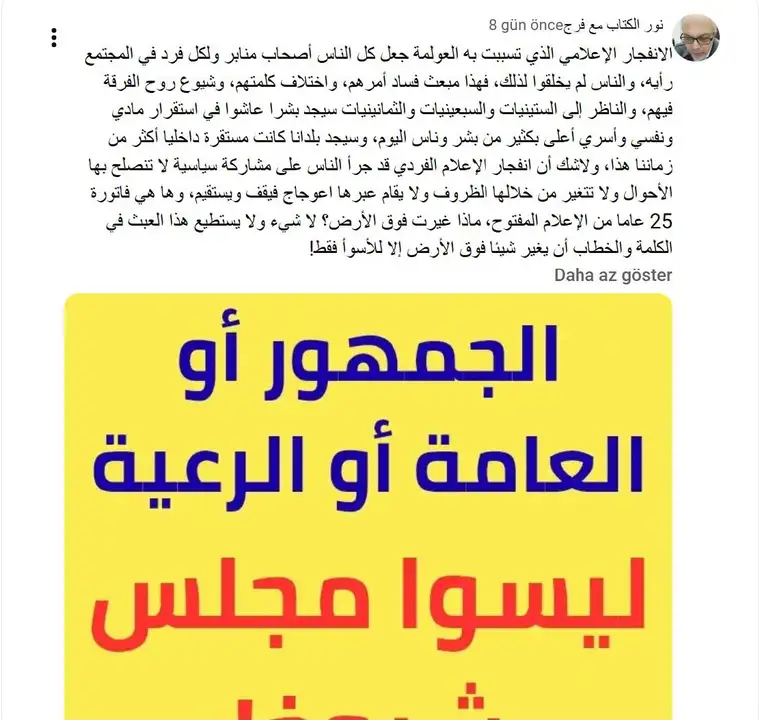 نور الكتاب مع فرج 8 gün önce
الانفجار الإعلامي الذي تسببت به العولمة جعل كل الناس أصحاب منابر ولكل فرد في المجتمع
رأيه، والناس لم يخلقوا لذلك، فهذا مبعث فساد أمرهم، واختلاف كلمتهم، وشيوع روح الفرقة
فيهم، والناظر إلى الستينيات والسبعينيات والثمانينيات سيجد بشرا عاشوا في استقرار مادي
ونفسي وأسري أعلى بكثير من بشر وناس اليوم، وسيجد بلدانا كانت مستقرة داخليا أكثر من
زماننا هذا، ولاشك أن انفجار الإعلام الفردي قد جرأ الناس على مشاركة سياسية لا تنصلح بها
الأحوال ولا تتغير من خلالها الظروف ولا يقام عبرها اعوجاج فيقف ويستقيم، وها هي فاتورة
25 عاما من الإعلام المفتوح، ماذا غيرت فوق الأرض؟ لا شيء ولا يستطيع هذا العبث في
الكلمة والخطاب أن يغير شيئا فوق الأرض إلا للأسوأ فقط!
Daha az göster
الجمهور أو
العامة أو الرعية
ليسوا مجلس